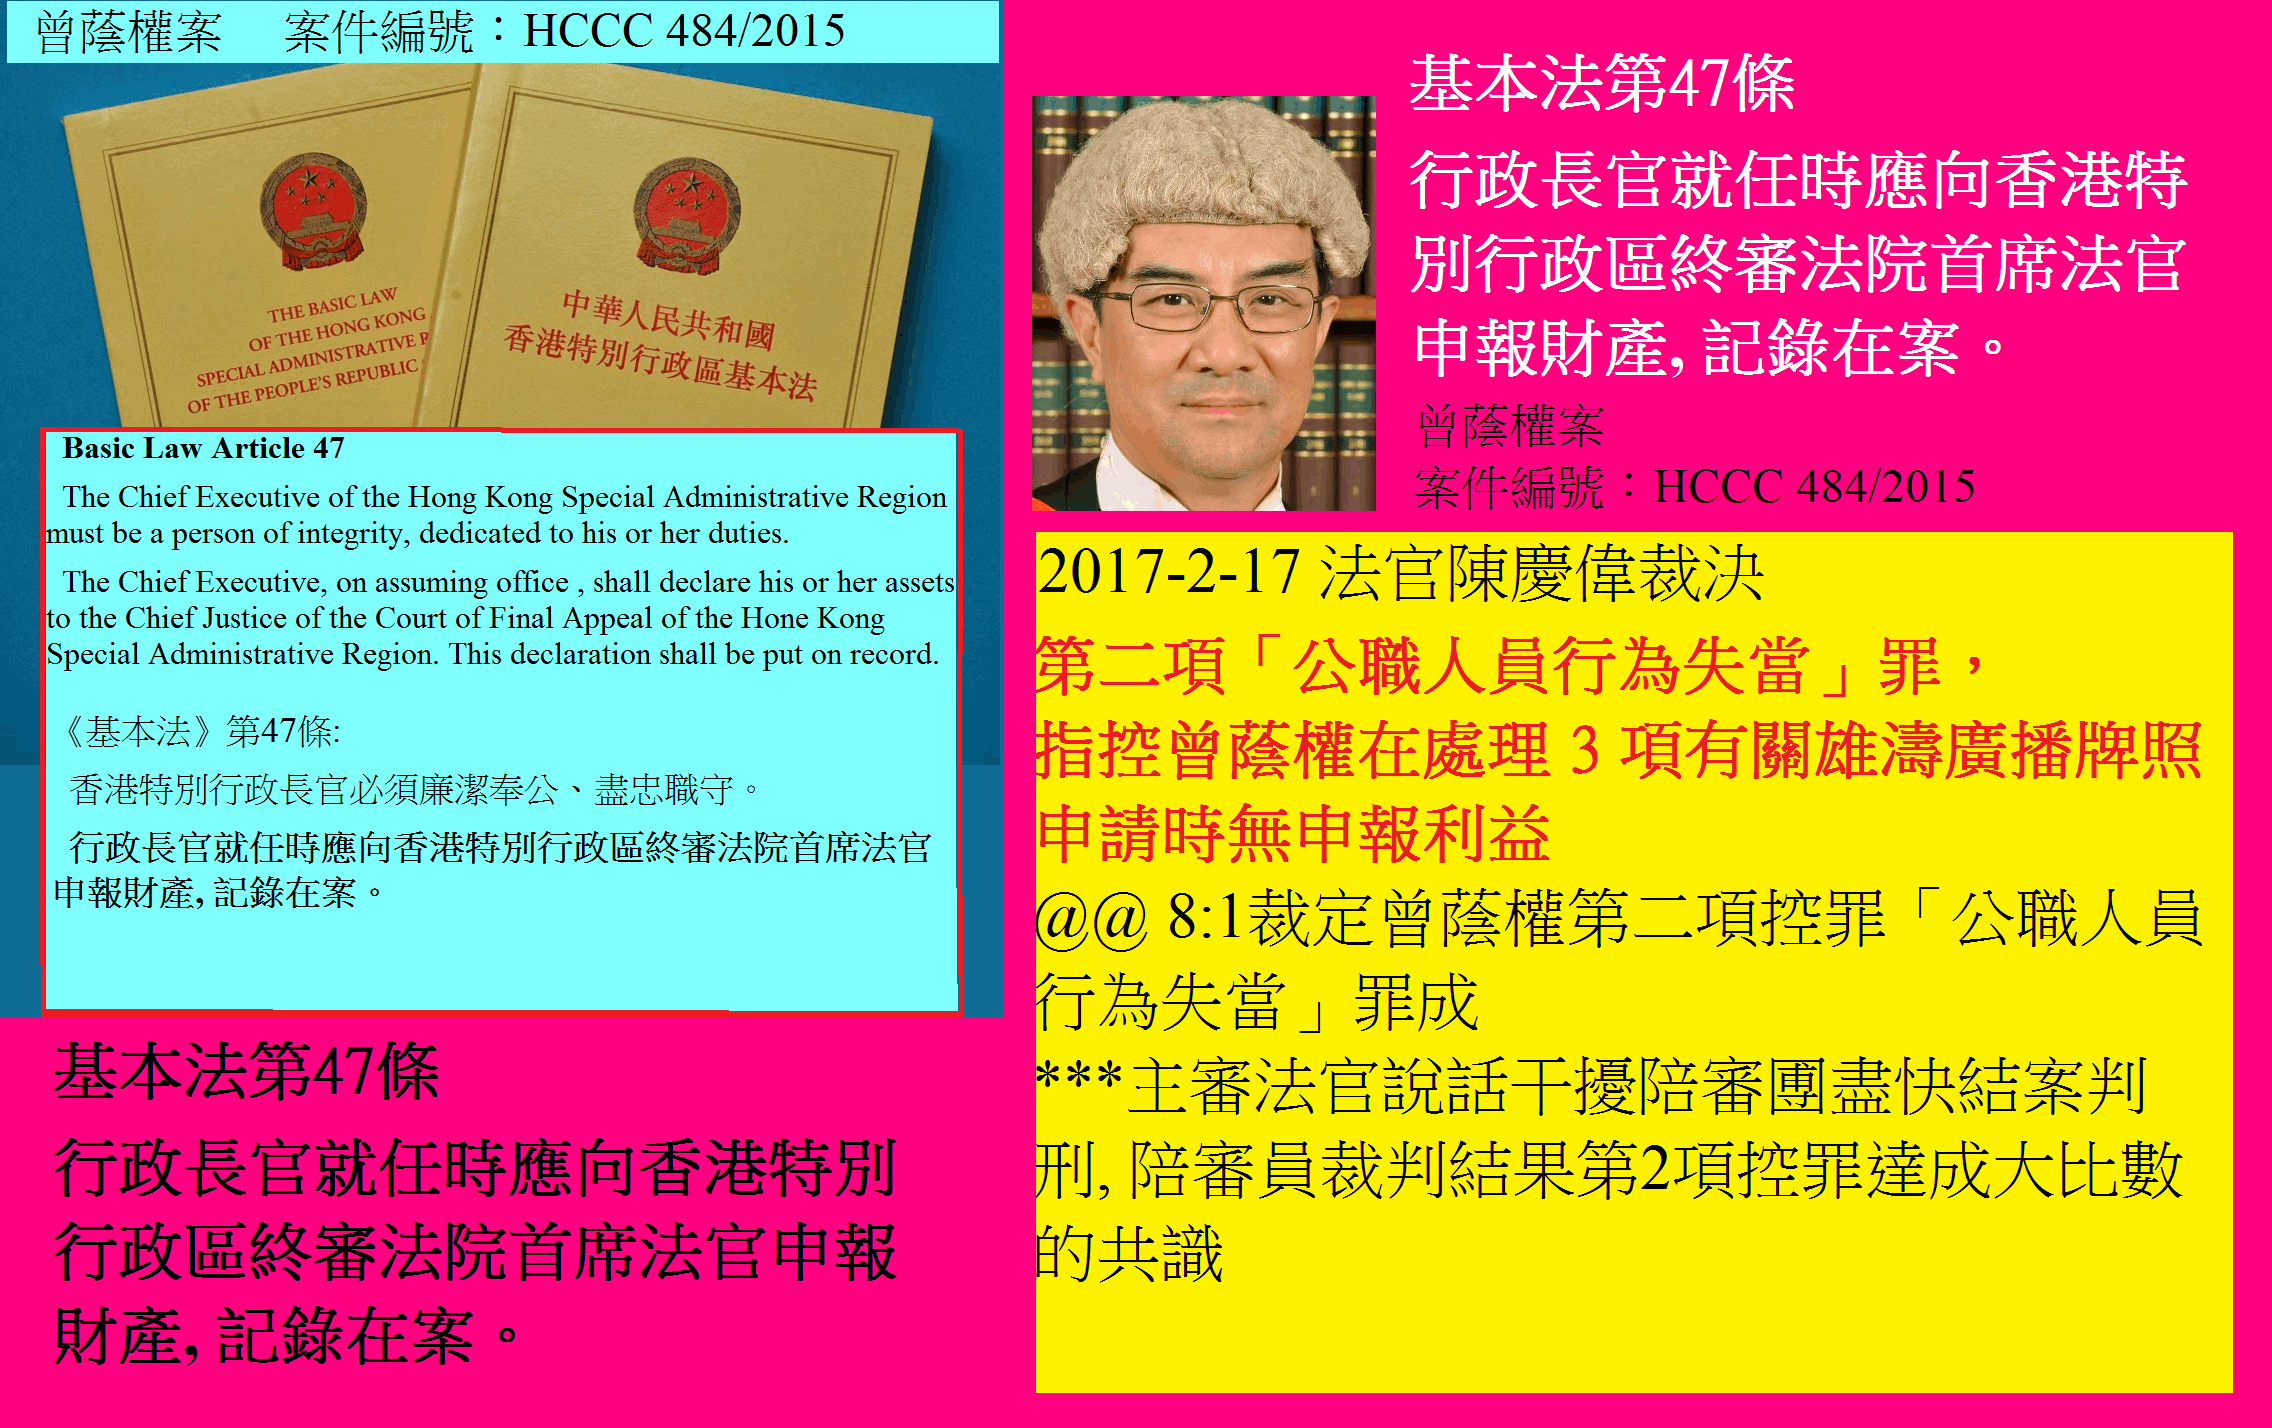 曾蔭權案 案件編號：HCCC 484/2015
THE BASIC LAW
OF THE HONG KONG
SPECIAL ADMINISTRATIVE
OF THE PEOPLE'S REPUBLIC
中華人民共和國
香港特別行政區基本法
Basic Law Article 47
The Chief Executive of the Hong Kong Special Administrative Region
must be a person of integrity, dedicated to his or her duties.
The Chief Executive, on assuming office , shall declare his or her assets
to the Chief Justice of the Court of Final Appeal of the Hone Kong
Special Administrative Region. This declaration shall be put on record.
《基本法》第47條:
香港特別行政長官必須廉潔奉公、盡忠職守。
行政長官就任時應向香港特別行政區終審法院首席法官
申報財產, 記錄在案。
基本法第47條
行政長官就任時應向香港特別
行政區終審法院首席法官申報
財產, 記錄在案。
基本法第47條
行政長官就任時應向香港特
別行政區終審法院首席法官
申報財產, 記錄在案。
曾蔭權案
案件編號：HCCC 484/2015
2017-2-17 法官陳慶偉裁決
第二項「公職人員行為失當」罪，
指控曾蔭權在處理 3 項有關雄濤廣播牌照
申請時無申報利益
@@ 8:1裁定曾蔭權第二項控罪「公職人員
行為失當」罪成
***主審法官說話干擾陪審團盡快結案判
刑, 陪審員裁判結果第2項控罪達成大比數
的共識